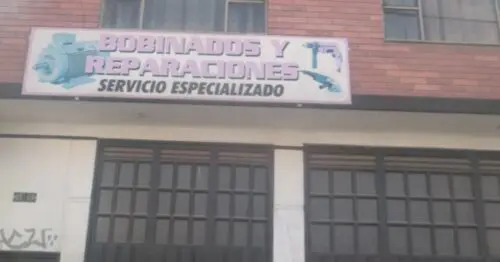 BOBINADOS Y
REPARACIONES
SERVICIO ESPECIALIZADO